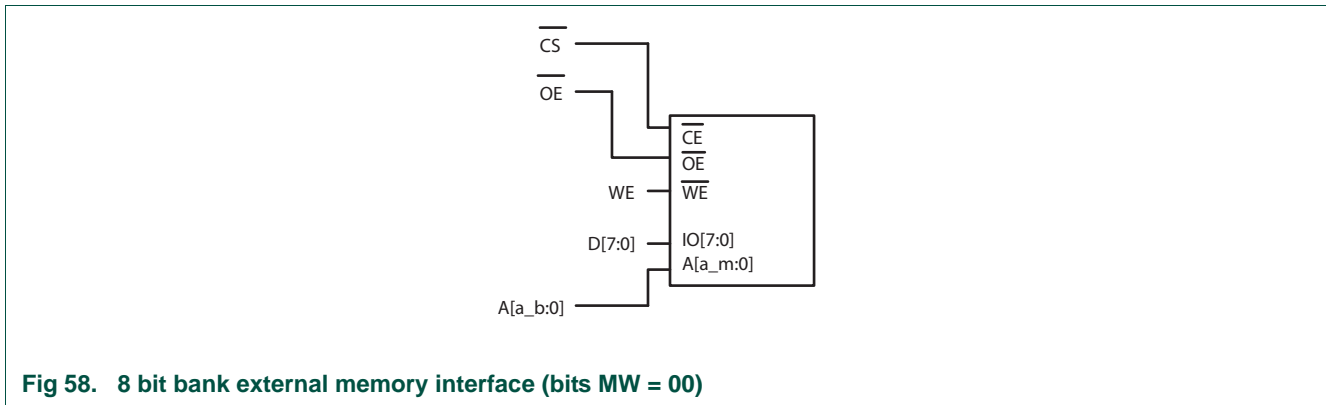 CS
OE
CE
OE
WE WE
D[7:0] IO[7:0]
A[a_m:0]
A[a_b:0]
Fig 58. 8 bit bank external memory interface (bits MW = 00)